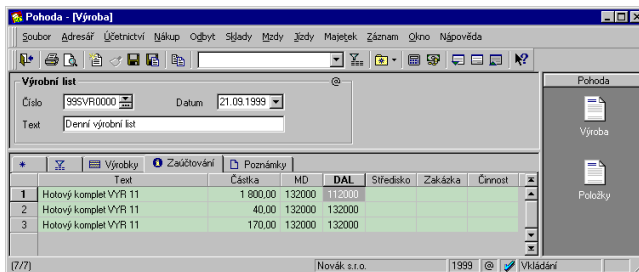 Pohoda - [Výroba]
Soubor Adresář Účetnictví Nákup Odbyt Sklady Mzdy Jízdy Majetek Záznam Okno Nápověda
Výrobní list @
Číslo 99SVR0000 Datum 21.09.1999
Text Denní výrobní list
* Výrobky Zaúčtování Poznámky
Text Částka MD DAL Středisko Zakázka Činnost
1 Hotový komplet VYR 11 1 800,00 132000 112000
2 Hotový komplet VYR 11 40,00 132000 132000
3 Hotový komplet VYR 11 170,00 132000 132000
Pohoda
Výroba
Položky
(7/7) Novák s.r.o. 1999 @ Vkládání